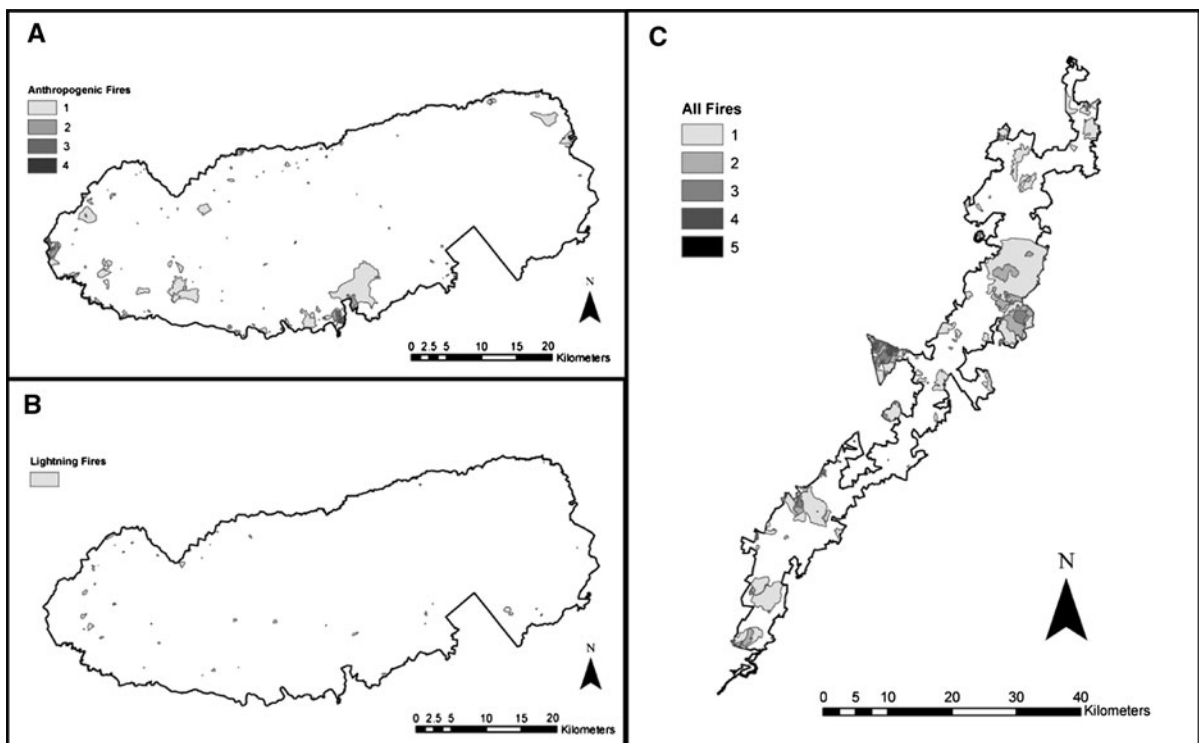 A
Anthropogenic Fires
1
2
3
4
N
0 2.5 5 10 15 20
Kilometers
B
Lightning Fires
N
0 2.5 5 10 15 20
Kilometers
C
All Fires
1
2
3
4
5
N
0 5 10 20 30 40
Kilometers